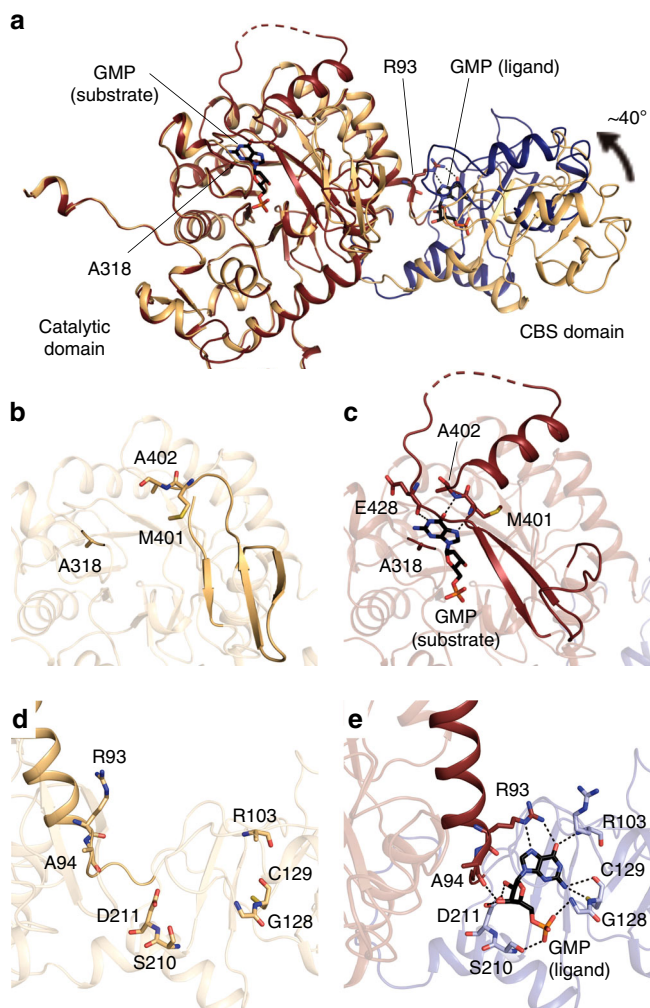 a
GMP
(substrate)
R93
GMP (ligand)
~40°
A318
Catalytic
domain
CBS domain
b
A402
M401
A318
c
A402
E428
M401
A318
GMP
(substrate)
d
R93
R103
A94
C129
D211
G128
S210
e
R93
R103
C129
A94
D211
G128
S210
GMP
(ligand)